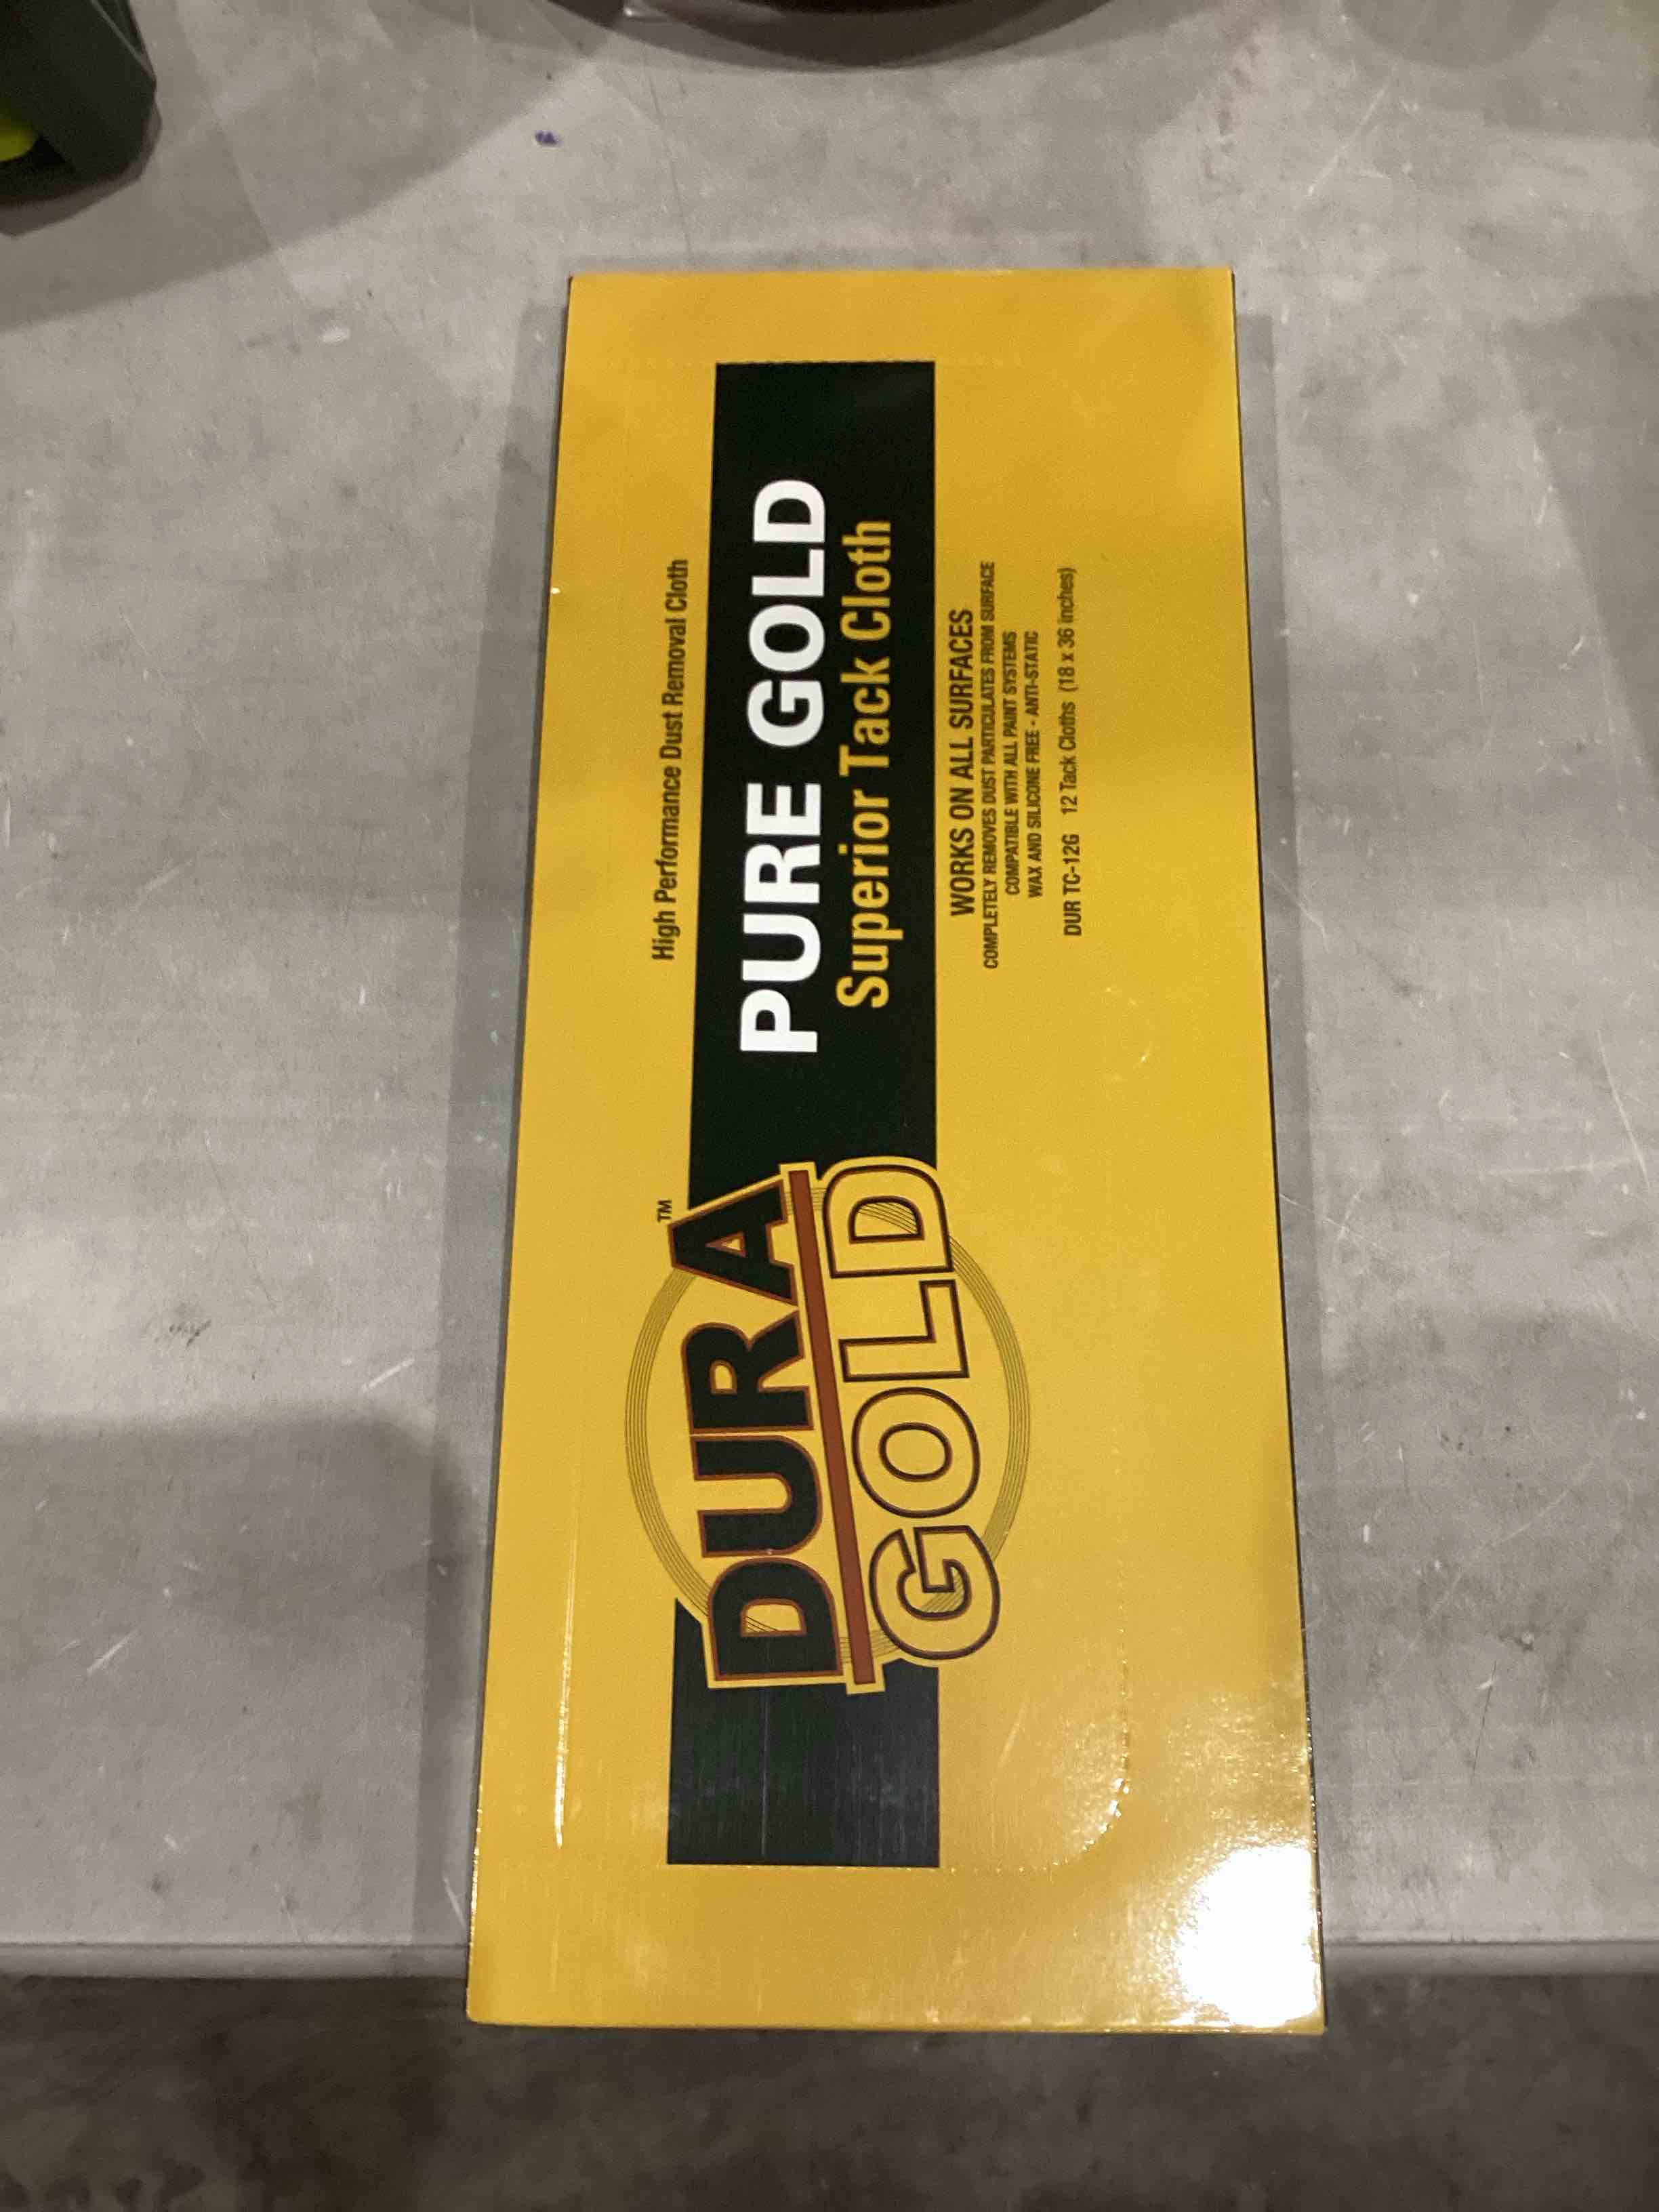 DURA™
GOLD
High Performance Dust Removal Cloth
PURE GOLD
Superior Tack Cloth
WORKS ON ALL SURFACES
COMPLETELY REMOVES DUST PARTICULATES FROM SURFACE
COMPATIBLE WITH ALL PAINT SYSTEMS
WAX AND SILICONE FREE - ANTI-STATIC
DUR TC-12G 12 Tack Cloths (18 x 36 inches)